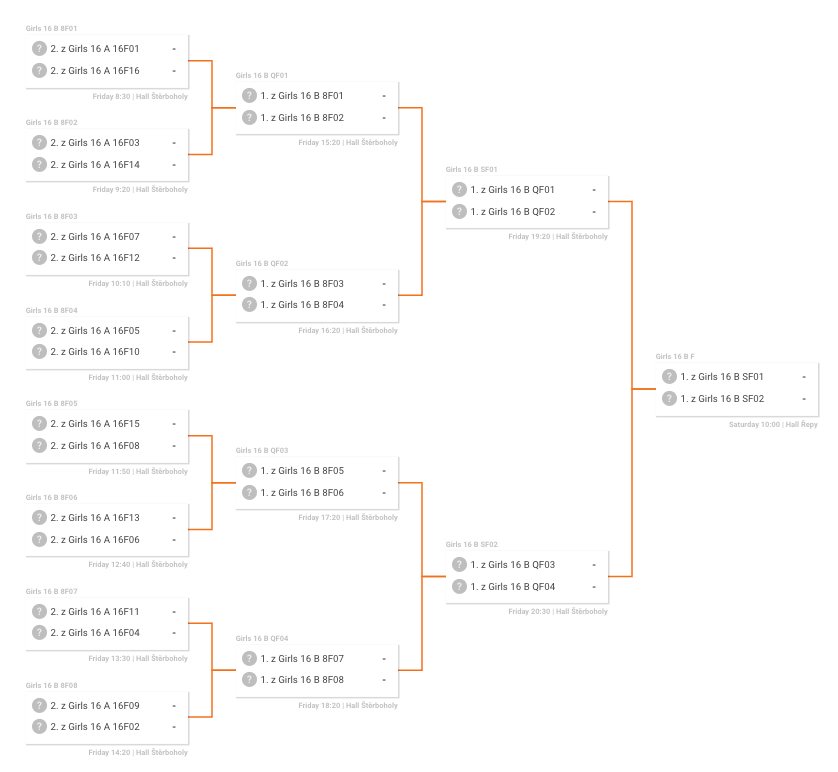 Girls 16 B 8F01
? 2. z Girls 16 A 16F01 -
? 2. z Girls 16 A 16F16 -
Friday 8:30 | Hall Štěrboholy
Girls 16 B 8F02
? 2. z Girls 16 A 16F03 -
? 2. z Girls 16 A 16F14 -
Friday 9:20 | Hall Štěrboholy
Girls 16 B 8F03
? 2. z Girls 16 A 16F07 -
? 2. z Girls 16 A 16F12 -
Friday 10:10 | Hall Štěrboholy
Girls 16 B 8F04
? 2. z Girls 16 A 16F05 -
? 2. z Girls 16 A 16F10 -
Friday 11:00 | Hall Štěrboholy
Girls 16 B 8F05
? 2. z Girls 16 A 16F15 -
? 2. z Girls 16 A 16F08 -
Friday 11:50 | Hall Štěrboholy
Girls 16 B 8F06
? 2. z Girls 16 A 16F13 -
? 2. z Girls 16 A 16F06 -
Friday 12:40 | Hall Štěrboholy
Girls 16 B 8F07
? 2. z Girls 16 A 16F11 -
? 2. z Girls 16 A 16F04 -
Friday 13:30 | Hall Štěrboholy
Girls 16 B 8F08
? 2. z Girls 16 A 16F09 -
? 2. z Girls 16 A 16F02 -
Friday 14:20 | Hall Štěrboholy
Girls 16 B QF01
? 1. z Girls 16 B 8F01 -
? 1. z Girls 16 B 8F02 -
Friday 15:20 | Hall Štěrboholy
Girls 16 B QF02
? 1. z Girls 16 B 8F03 -
? 1. z Girls 16 B 8F04 -
Friday 16:20 | Hall Štěrboholy
Girls 16 B QF03
? 1. z Girls 16 B 8F05 -
? 1. z Girls 16 B 8F06 -
Friday 17:20 | Hall Štěrboholy
Girls 16 B QF04
? 1. z Girls 16 B 8F07 -
? 1. z Girls 16 B 8F08 -
Friday 18:20 | Hall Štěrboholy
Girls 16 B SF01
? 1. z Girls 16 B QF01 -
? 1. z Girls 16 B QF02 -
Friday 19:20 | Hall Štěrboholy
Girls 16 B SF02
? 1. z Girls 16 B QF03 -
? 1. z Girls 16 B QF04 -
Friday 20:30 | Hall Štěrboholy
Girls 16 B F
? 1. z Girls 16 B SF01 -
? 1. z Girls 16 B SF02 -
Saturday 10:00 | Hall Řepy